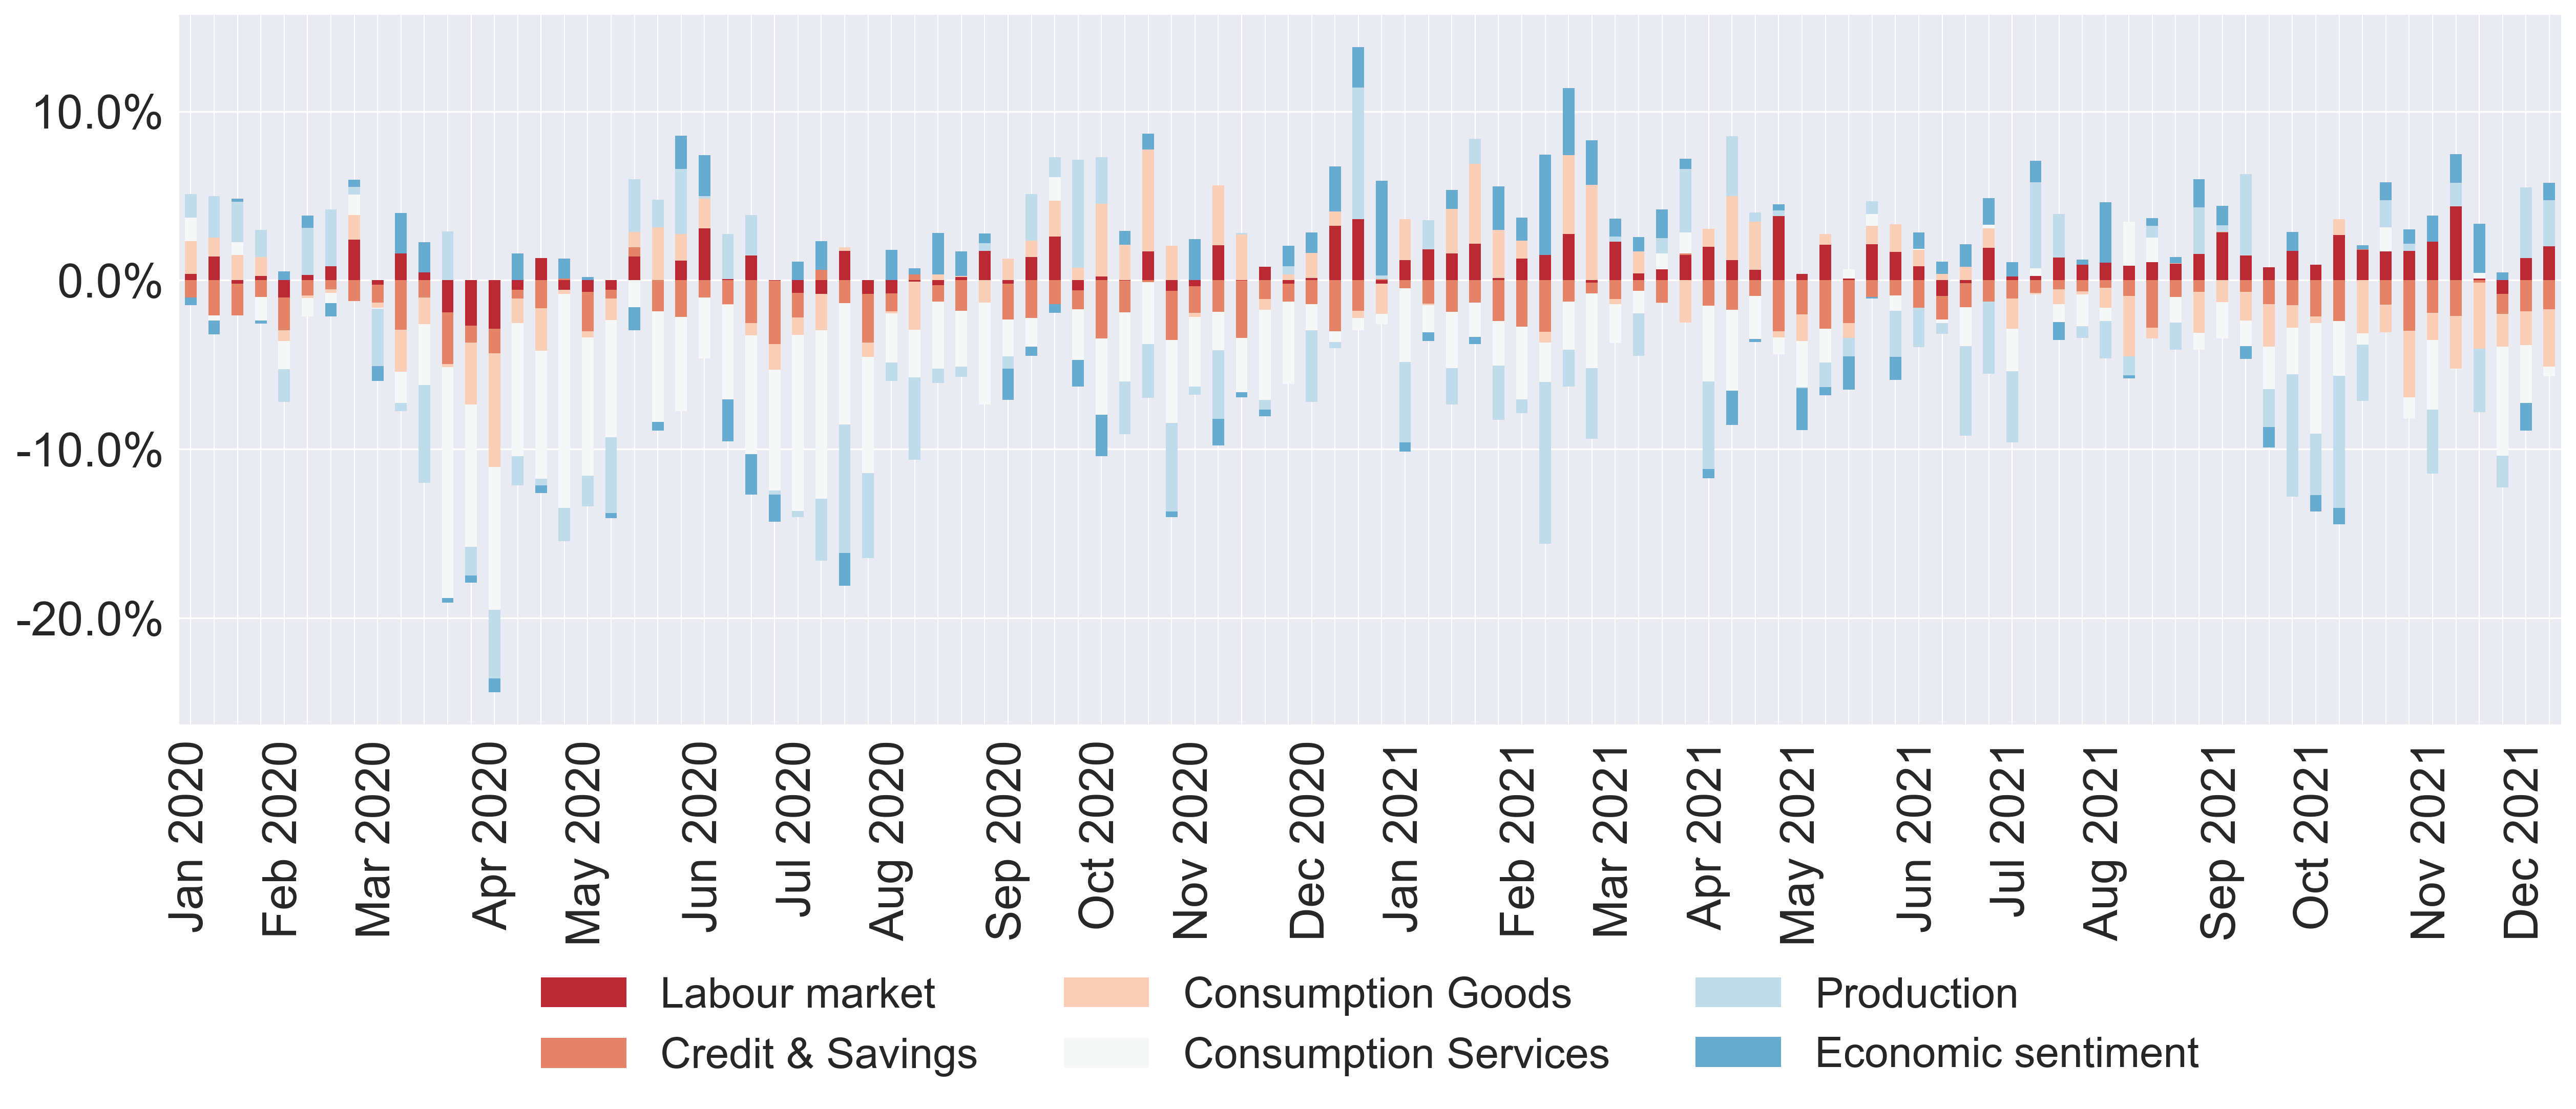 10.0%
0.0%
-10.0%
-20.0%
Jan 2020
Feb 2020
Mar 2020
Apr 2020
May 2020
Jun 2020
Jul 2020
Aug 2020
Sep 2020
Oct 2020
Nov 2020
Dec 2020
Jan 2021
Feb 2021
Mar 2021
Apr 2021
May 2021
Jun 2021
Jul 2021
Aug 2021
Sep 2021
Oct 2021
Nov 2021
Dec 2021
Labour market
Credit & Savings
Consumption Goods
Consumption Services
Production
Economic sentiment